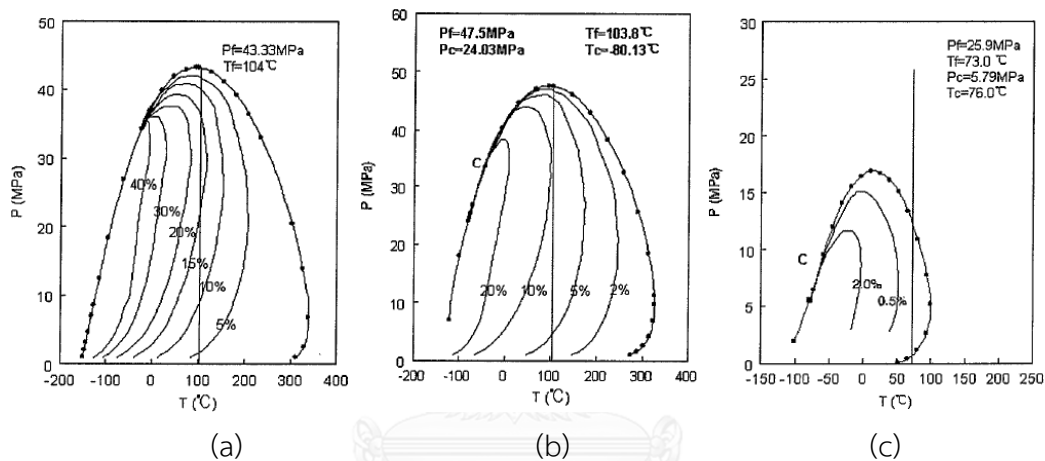 Pf=43.33MPa
Tf=104℃
P (MPa)
50
40
30
20
10
0
40%
30%
20%
15%
10%
5%
-200 -100 0 100 200 300 400
T (℃)
(a)
Pf=47.5MPa Tf=103.8℃
Pc=24.03MPa Tc=-80.13℃
P (MPa)
60
50
40
30
20
10
0
C
20% 10% 5% 2%
-200 -100 0 100 200 300 400
T (℃)
(b)
Pf=25.9MPa
Tf=73.0 ℃
Pc=5.79MPa
Tc=76.0℃
P (MPa)
30
25
20
15
10
5
0
C
2.0%
0.5%
-150 -100 -50 0 50 100 150 200 250
T (℃)
(c)